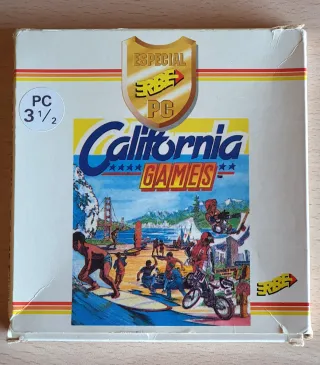 ESPECIAL
ERBE
PC
PC
3 1/2
California
GAMES
ERBE